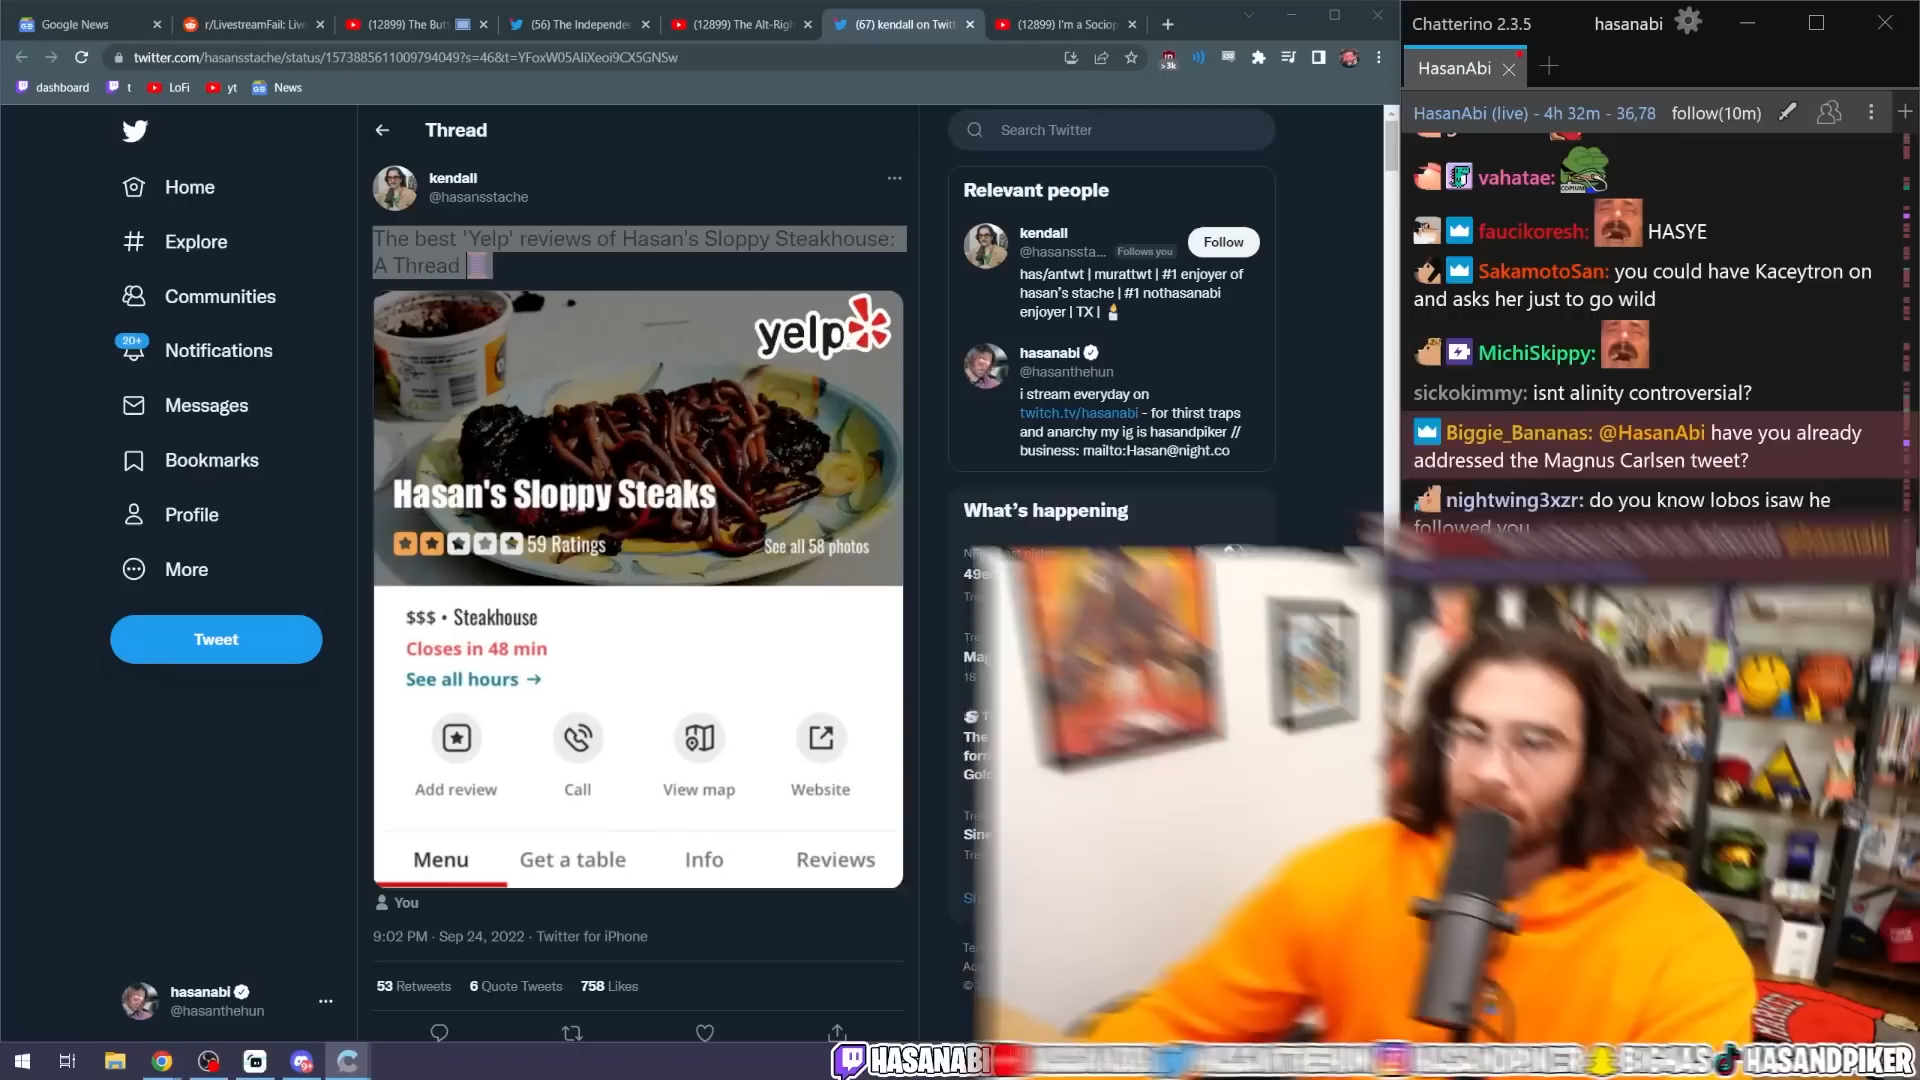 Google News
r/LivestreamFail: Live
(12899) The But
(56) The Independen
(12899) The Alt-Righ
(67) kendall on Twitt
(12899) I'm a Sociop
twitter.com/hasansstache/status/1573885611009794049?s=46&t=YFoxW05AIiXeoi9CX5GNSw
>3k
dashboard
t
LoFi
yt
News
Home
Explore
Communities
20+
Notifications
Messages
Bookmarks
Profile
More
Tweet
hasanabi
@hasanthehun
Thread
kendall
@hasansstache
The best 'Yelp' reviews of Hasan's Sloppy Steakhouse:
A Thread
yelp
Hasan's Sloppy Steaks
59 Ratings
See all 58 photos
$$$ • Steakhouse
Closes in 48 min
See all hours →
Add review
Call
View map
Website
Menu
Get a table
Info
Reviews
You
9:02 PM · Sep 24, 2022 · Twitter for iPhone
53 Retweets 6 Quote Tweets 758 Likes
Search Twitter
Relevant people
kendall
@hasanssta... Follows you
Follow
has/antwt | murattwt | #1 enjoyer of
hasan's stache | #1 nothasanabi
enjoyer | TX |
hasanabi
@hasanthehun
i stream everyday on
twitch.tv/hasanabi - for thirst traps
and anarchy my ig is hasandpiker //
business: mailto:Hasan@night.co
What's happening
The
Chatterino 2.3.5
hasanabi
HasanAbi
HasanAbi (live) - 4h 32m - 36,78
follow(10m)
vahatae:
COPIUM
faucikoresh: HASYE
SakamotoSan: you could have Kaceytron on
and asks her just to go wild
MichiSkippy:
sickokimmy: isnt alinity controversial?
Biggie_Bananas: @HasanAbi have you already
addressed the Magnus Carlsen tweet?
nightwing3xzr: do you know lobos isaw he
followed you
HASANABI
HASANDPIKER